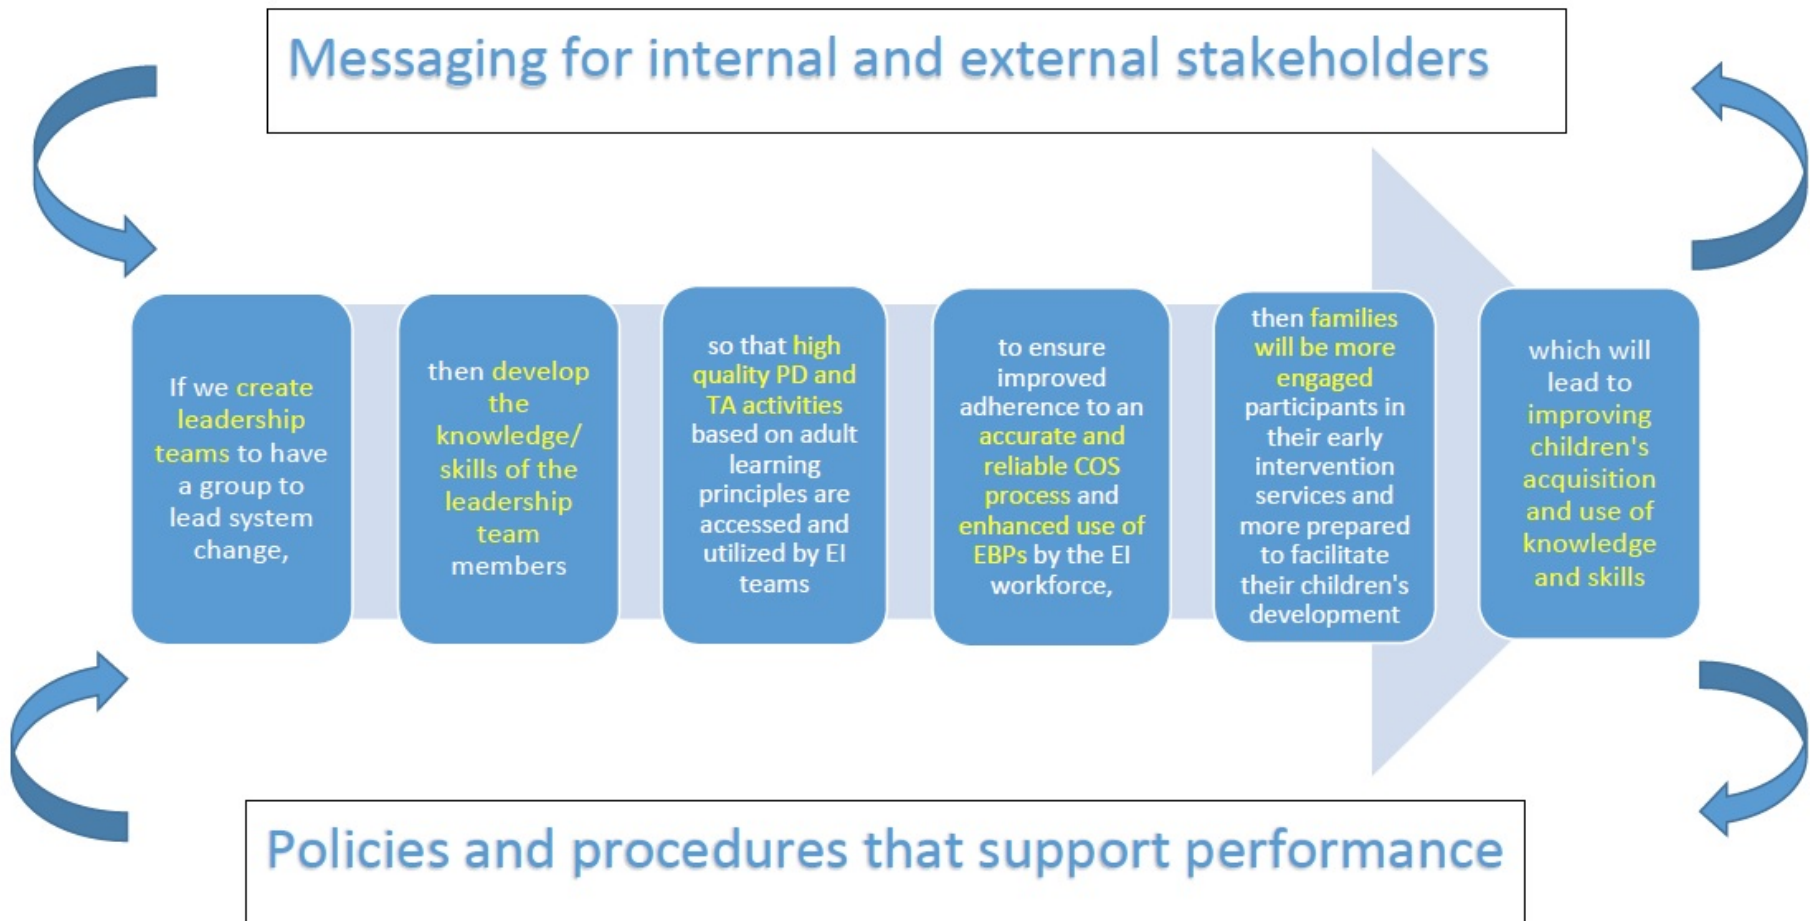 Messaging for internal and external stakeholders
If we create
leadership
teams to have
a group to
lead system
change,
then develop
the
knowledge/
skills of the
leadership
team
members
so that high
quality PD and
TA activities
based on adult
learning
principles are
accessed and
utilized by EI
teams
to ensure
improved
adherence to an
accurate and
reliable COS
process and
enhanced use of
EBPs by the EI
workforce,
then families
will be more
engaged
participants in
their early
intervention
services and
more prepared
to facilitate
their children's
development
which will
lead to
improving
children's
acquisition
and use of
knowledge
and skills
Policies and procedures that support performance